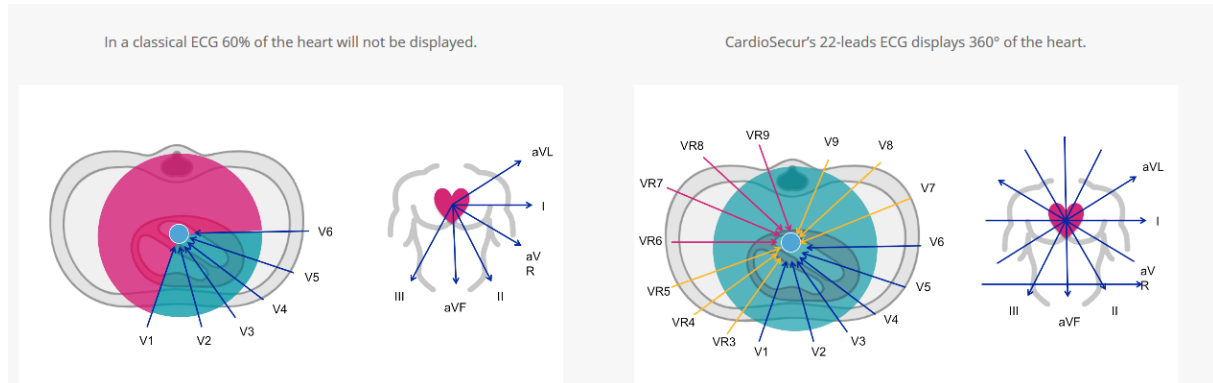 In a classical ECG 60% of the heart will not be displayed.
aVL
I
V6
aV
R
V5
III
II
aVF
V4
V3
V1
V2
CardioSecur's 22-leads ECG displays 360° of the heart.
VR9
VR8
V9
V8
VR7
V7
aVL
I
VR6
V6
aV
R
VR5
V5
III
II
aVF
VR4
V4
VR3
V3
V1
V2